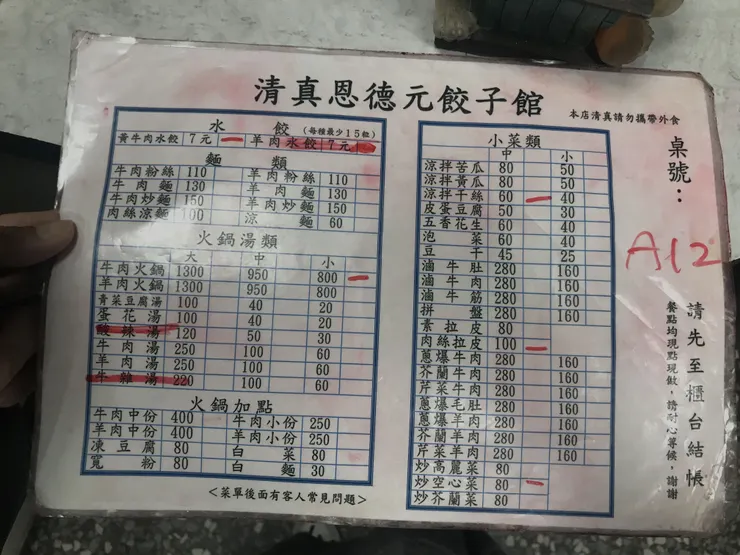 清真恩德元餃子館
本店清真請勿攜帶外食
水餃 (每種最少15粒)
黃牛肉水餃 7元 羊肉水餃 7元
麵類
牛肉粉絲 110 羊肉粉絲 110
牛肉麵 130 羊肉麵 130
牛肉炒麵 150 羊肉炒麵 150
肉絲涼麵 100 涼麵 60
火鍋湯類
大 中 小
牛肉火鍋 1300 950 800
羊肉火鍋 1300 950 800
青菜豆腐湯 100 40 20
蛋花湯 100 40 20
酸辣湯 120 50 30
牛肉湯 250 100 60
羊肉湯 250 100 60
牛雜湯 220 100 60
火鍋加點
牛肉中份 400 牛肉小份 250
羊肉中份 400 羊肉小份 250
凍豆腐 80 白菜 80
寬粉 80 白麵 30
<菜單後面有客人常見問題>
小菜類
中 小
涼拌苦瓜 80 50
涼拌黃瓜 80 50
涼拌干絲 60 40
皮蛋豆腐 50 30
五香花生 60 40
泡菜 60 40
豆干 45 25
滷牛肚 280 160
滷牛肉 280 160
滷牛筋 280 160
拼盤 280 160
素拉皮 80
肉絲拉皮 100
蔥爆牛肉 280 160
芥蘭牛肉 280 160
芹菜牛肉 280 160
蔥爆毛肚 280 160
蔥爆羊肉 280 160
芥蘭羊肉 280 160
芹菜羊肉 280 160
炒高麗菜 80
炒空心菜 80
炒芥蘭菜 80
桌號：
A12
請先至櫃台結帳
餐點均現點現做，請耐心等候，謝謝